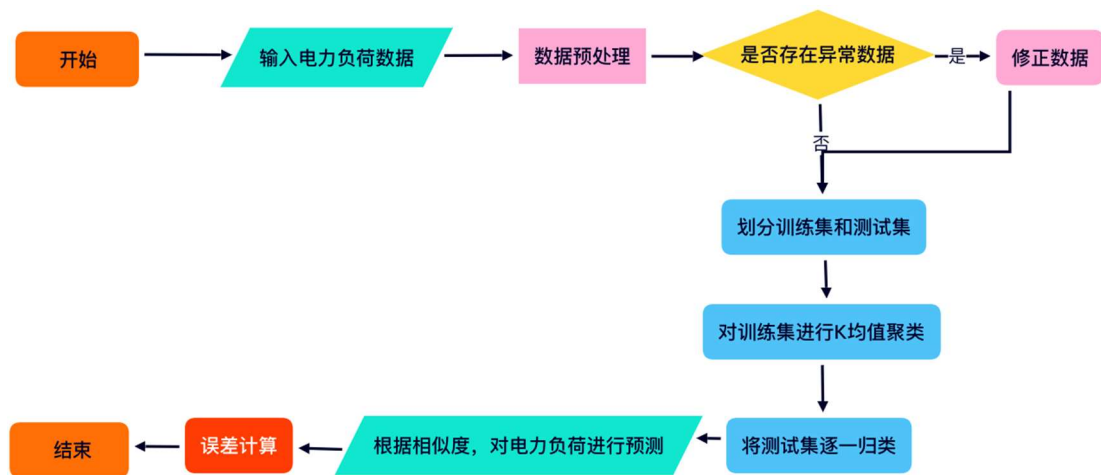 开始
输入电力负荷数据
数据预处理
是否存在异常数据
是
修正数据
否
划分训练集和测试集
对训练集进行K均值聚类
将测试集逐一归类
根据相似度，对电力负荷进行预测
误差计算
结束